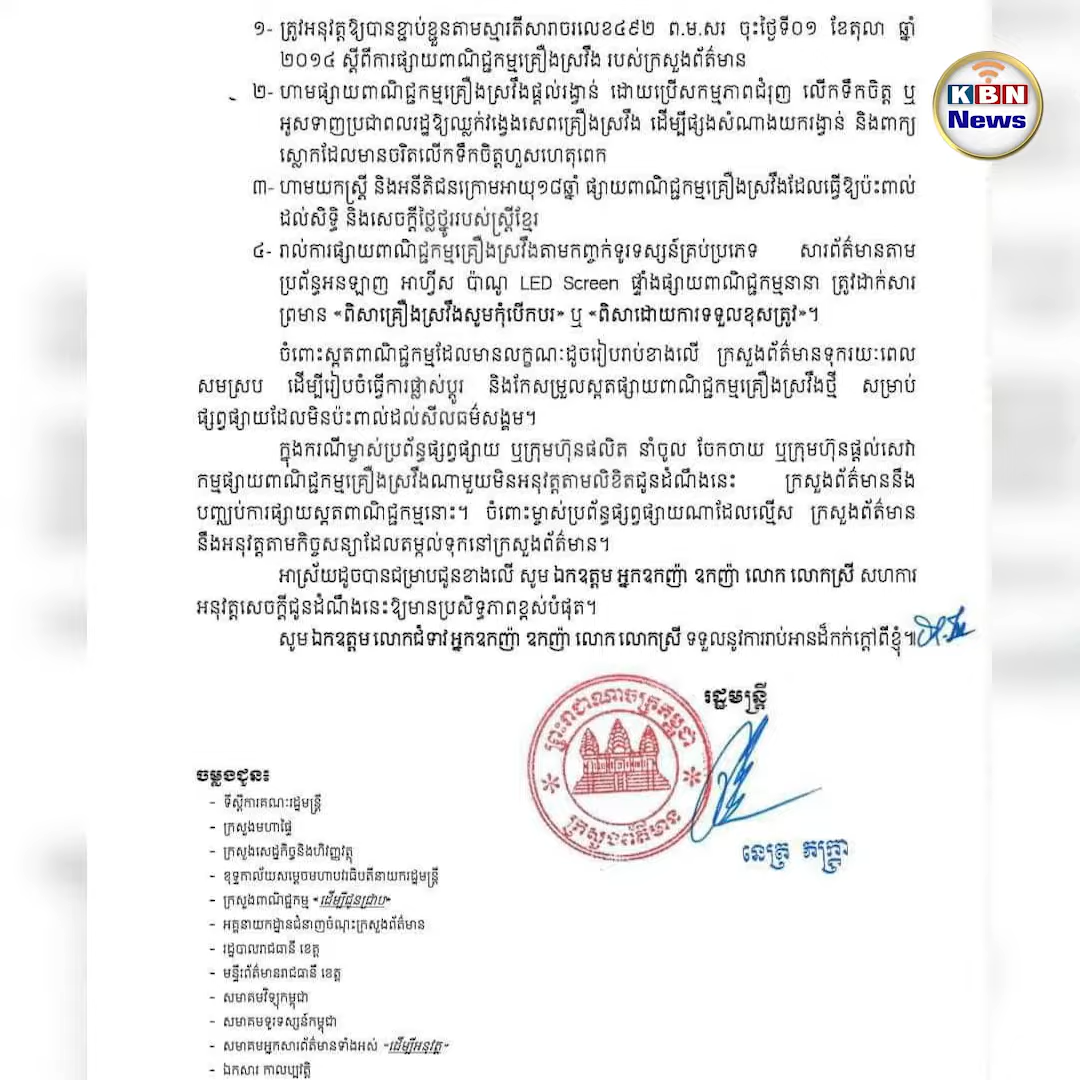 ១- ត្រូវអនុវត្តឱ្យបានខ្ជាប់ខ្ជួនតាមស្មារតីសារាចរលេខ៤៩២ ព.ម.សរ ចុះថ្ងៃទី០១ ខែតុលា ឆ្នាំ
២០១៤ ស្តីពីការផ្សាយពាណិជ្ជកម្មគ្រឿងស្រវឹង របស់ក្រសួងព័ត៌មាន
២- ហាមផ្សាយពាណិជ្ជកម្មគ្រឿងស្រវឹងផ្តល់រង្វាន់ ដោយប្រើសកម្មភាពជំរុញ លើកទឹកចិត្ត ឬ
អូសទាញប្រជាពលរដ្ឋឱ្យឈ្លក់វង្វេងសេពគ្រឿងស្រវឹង ដើម្បីផ្សងសំណាងយករង្វាន់ និងពាក្យ
ស្លោកដែលមានចរិតលើកទឹកចិត្តហួសហេតុពេក
៣- ហាមយកស្ត្រី និងអនីតិជនក្រោមអាយុ១៨ឆ្នាំ ផ្សាយពាណិជ្ជកម្មគ្រឿងស្រវឹងដែលធ្វើឱ្យប៉ះពាល់
ដល់សិទ្ធិ និងសេចក្តីថ្លៃថ្នូររបស់ស្ត្រីខ្មែរ
៤- រាល់ការផ្សាយពាណិជ្ជកម្មគ្រឿងស្រវឹងតាមកញ្ចក់ទូរទស្សន៍គ្រប់ប្រភេទ សារព័ត៌មានតាម
ប្រព័ន្ធអនឡាញ អាហ្វីស ប៉ាណូ LED Screen ផ្ទាំងផ្សាយពាណិជ្ជកម្មនានា ត្រូវដាក់សារ
ព្រមាន «ពិសាគ្រឿងស្រវឹងសូមកុំបើកបរ» ឬ «ពិសាដោយការទទួលខុសត្រូវ»។
ចំពោះស្ពតពាណិជ្ជកម្មដែលមានលក្ខណៈដូចរៀបរាប់ខាងលើ ក្រសួងព័ត៌មានទុករយៈពេល
សមស្រប ដើម្បីរៀបចំធ្វើការផ្លាស់ប្តូរ និងកែសម្រួលស្ពតផ្សាយពាណិជ្ជកម្មគ្រឿងស្រវឹងថ្មី សម្រាប់
ផ្សព្វផ្សាយដែលមិនប៉ះពាល់ដល់សីលធម៌សង្គម។
ក្នុងករណីម្ចាស់ប្រព័ន្ធផ្សព្វផ្សាយ ឬក្រុមហ៊ុនផលិត នាំចូល ចែកចាយ ឬក្រុមហ៊ុនផ្តល់សេវា
កម្មផ្សាយពាណិជ្ជកម្មគ្រឿងស្រវឹងណាមួយមិនអនុវត្តតាមលិខិតជូនដំណឹងនេះ ក្រសួងព័ត៌មាននឹង
បញ្ឈប់ការផ្សាយស្ពតពាណិជ្ជកម្មនោះ។ ចំពោះម្ចាស់ប្រព័ន្ធផ្សព្វផ្សាយណាដែលល្មើស ក្រសួងព័ត៌មាន
នឹងអនុវត្តតាមកិច្ចសន្យាដែលតម្កល់ទុកនៅក្រសួងព័ត៌មាន។
អាស្រ័យដូចបានជម្រាបជូនខាងលើ សូម ឯកឧត្តម អ្នកឧកញ៉ា ឧកញ៉ា លោក លោកស្រី សហការ
អនុវត្តសេចក្តីជូនដំណឹងនេះឱ្យមានប្រសិទ្ធភាពខ្ពស់បំផុត។
សូម ឯកឧត្តម លោកជំទាវ អ្នកឧកញ៉ា ឧកញ៉ា លោក លោកស្រី ទទួលនូវការរាប់អានដ៏កក់ក្តៅពីខ្ញុំ៕
រដ្ឋមន្ត្រី
ព្រះរាជាណាចក្រកម្ពុជា
ក្រសួងព័ត៌មាន
នេត្រ ភក្ត្រា
ចម្លងជូន៖
- ទីស្តីការគណៈរដ្ឋមន្ត្រី
- ក្រសួងមហាផ្ទៃ
- ក្រសួងសេដ្ឋកិច្ចនិងហិរញ្ញវត្ថុ
- ខុទ្ទកាល័យសម្តេចមហាបវរធិបតីនាយករដ្ឋមន្ត្រី
- ក្រសួងពាណិជ្ជកម្ម «ដើម្បីជូនជ្រាប»
- អគ្គនាយកដ្ឋានជំនាញចំណុះក្រសួងព័ត៌មាន
- រដ្ឋបាលរាជធានី ខេត្ត
- មន្ទីរព័ត៌មានរាជធានី ខេត្ត
- សមាគមវិទ្យុកម្ពុជា
- សមាគមទូរទស្សន៍កម្ពុជា
- សមាគមអ្នកសារព័ត៌មានទាំងអស់ «ដើម្បីអនុវត្ត»
- ឯកសារ កាលប្បវត្តិ
KBN
News